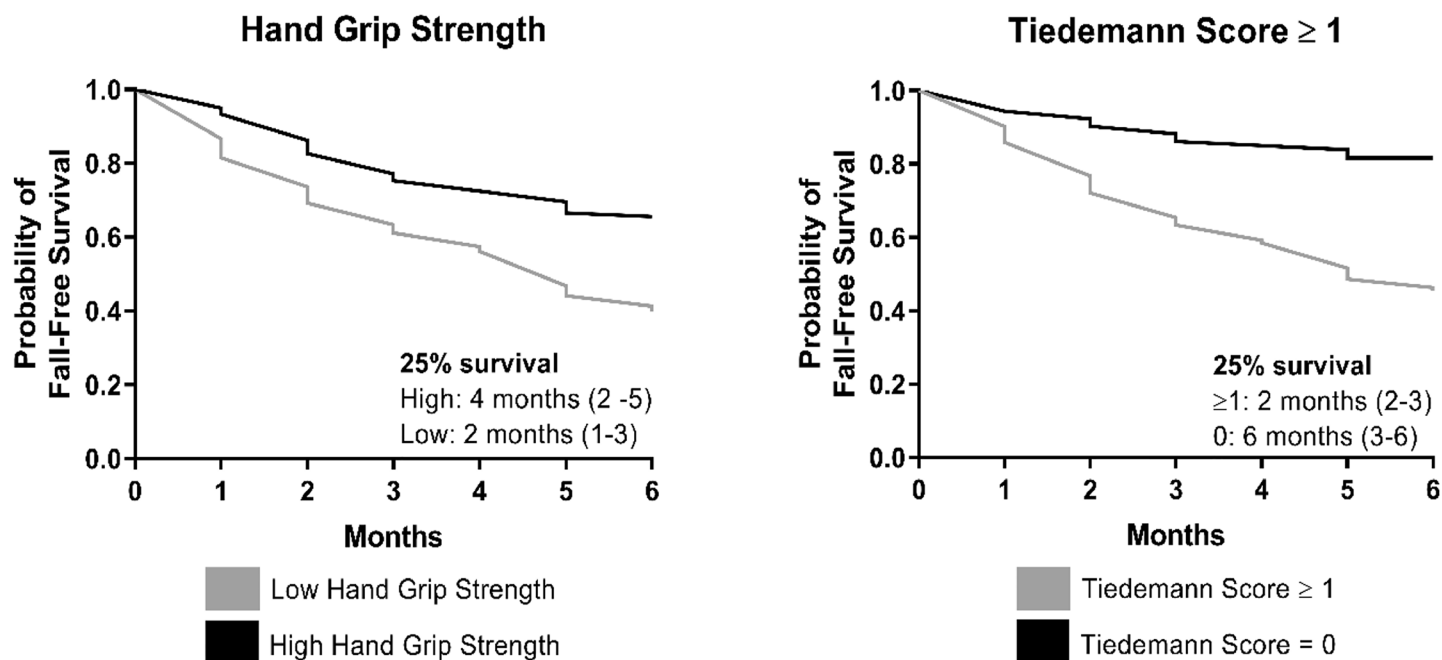 Hand Grip Strength
Probability of
Fall-Free Survival
1.0
0.8
0.6
0.4
0.2
0.0
25% survival
High: 4 months (2 -5)
Low: 2 months (1-3)
0 1 2 3 4 5 6
Months
Low Hand Grip Strength
High Hand Grip Strength
Tiedemann Score ≥ 1
Probability of
Fall-Free Survival
1.0
0.8
0.6
0.4
0.2
0.0
25% survival
≥1: 2 months (2-3)
0: 6 months (3-6)
0 1 2 3 4 5 6
Months
Tiedemann Score ≥ 1
Tiedemann Score = 0